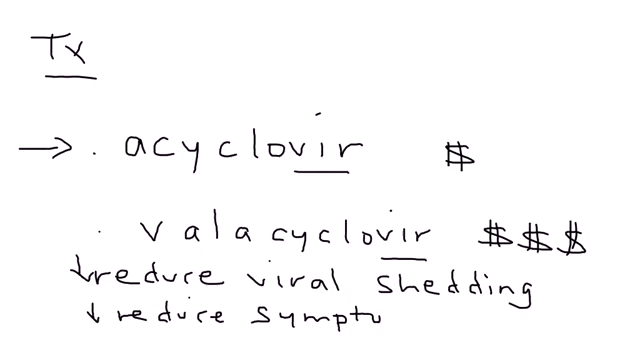 Tx
→ . acyclovir $
. valacyclovir $$$
↓reduce viral shedding
↓ reduce sympto